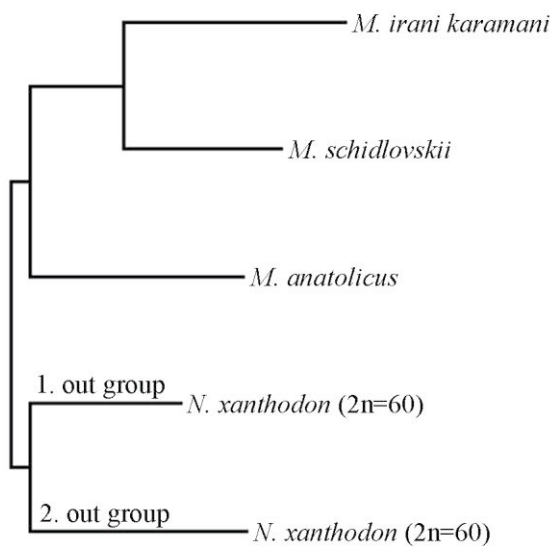 M. irani karamani
M. schidlovskii
M. anatolicus
1. out group
N. xanthodon (2n=60)
2. out group
N. xanthodon (2n=60)